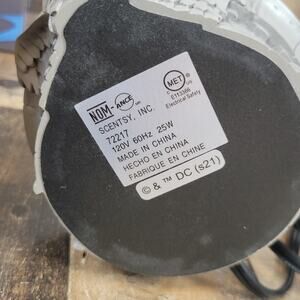 NOM-ANCE
SCENTSY, INC.
72217
120V 60Hz 25W
MADE IN CHINA
HECHO EN CHINA
FABRIQUE EN CHINE
MET
E113366
Electrical Safety
© & ™ DC (s21)